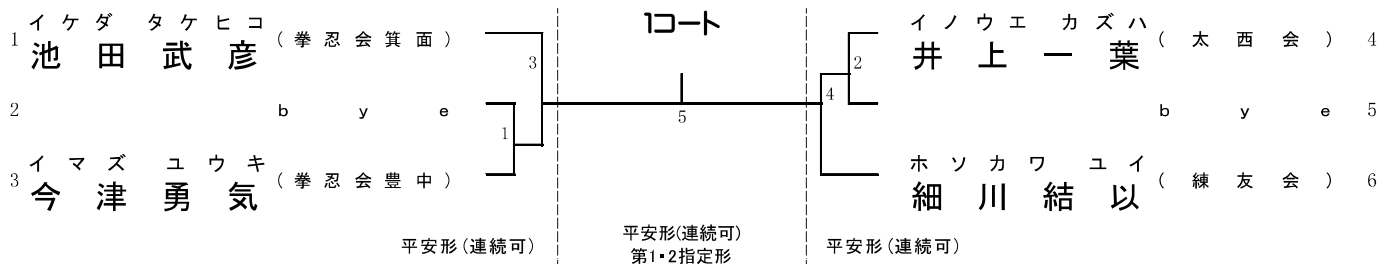 1コート
イケダ タケヒコ
1 池田武彦 (拳忍会箕面)
2 bye
イマズ ユウキ
3 今津勇気 (拳忍会豊中)
3
1
5
2
4
イノウエ カズハ
井上一葉 (太西会) 4
bye 5
ホソカワ ユイ
細川結以 (練友会) 6
平安形(連続可)
平安形(連続可)
第1・2指定形
平安形(連続可)